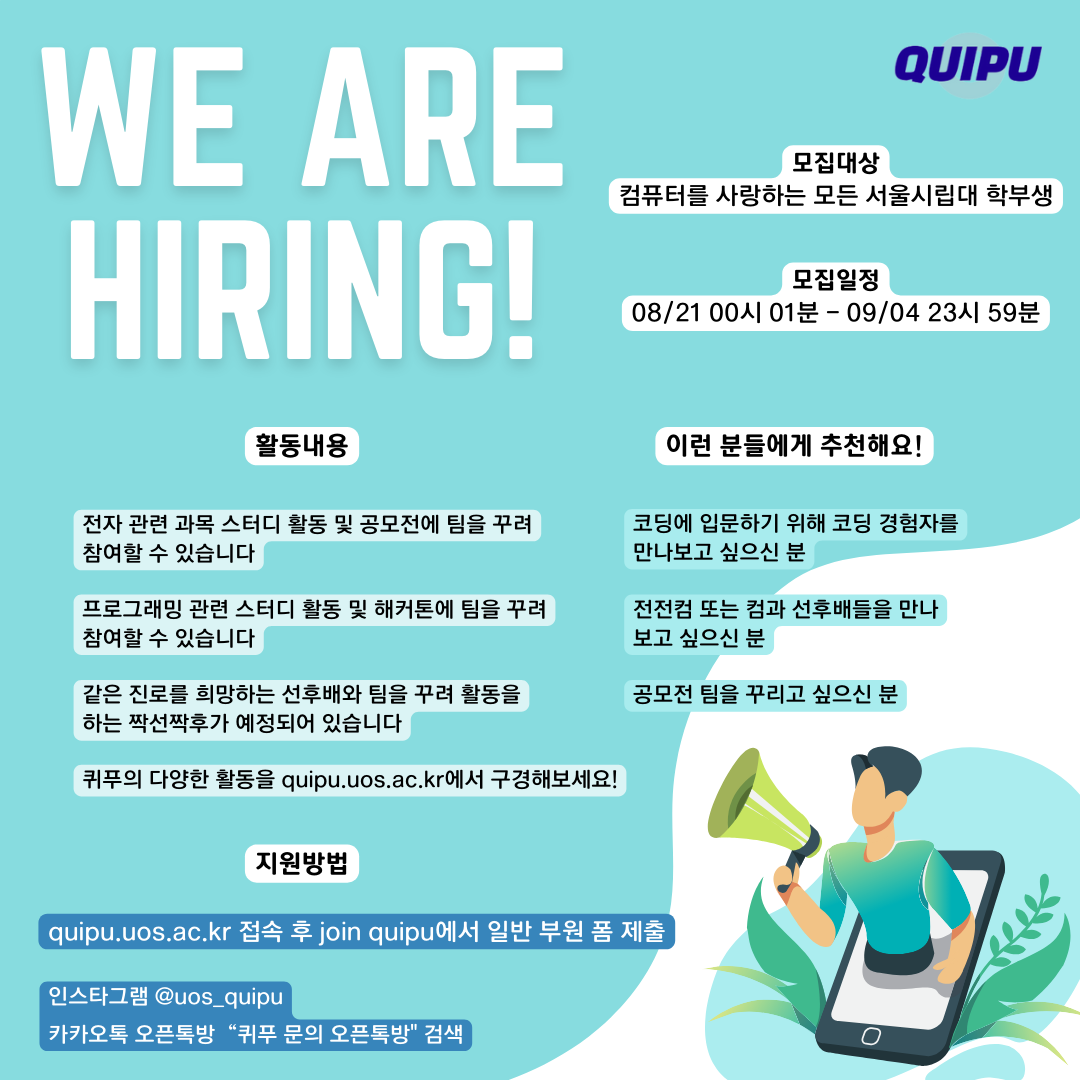 WE ARE
HIRING!
QUIPU
모집대상
컴퓨터를 사랑하는 모든 서울시립대 학부생
모집일정
08/21 00시 01분 - 09/04 23시 59분
활동내용
전자 관련 과목 스터디 활동 및 공모전에 팀을 꾸려
참여할 수 있습니다
프로그래밍 관련 스터디 활동 및 해커톤에 팀을 꾸려
참여할 수 있습니다
같은 진로를 희망하는 선후배와 팀을 꾸려 활동을
하는 짝선짝후가 예정되어 있습니다
퀴푸의 다양한 활동을 quipu.uos.ac.kr에서 구경해보세요!
이런 분들에게 추천해요!
코딩에 입문하기 위해 코딩 경험자를
만나보고 싶으신 분
전전컴 또는 컴과 선후배들을 만나
보고 싶으신 분
공모전 팀을 꾸리고 싶으신 분
지원방법
quipu.uos.ac.kr 접속 후 join quipu에서 일반 부원 폼 제출
인스타그램 @uos_quipu
카카오톡 오픈톡방 “퀴푸 문의 오픈톡방" 검색